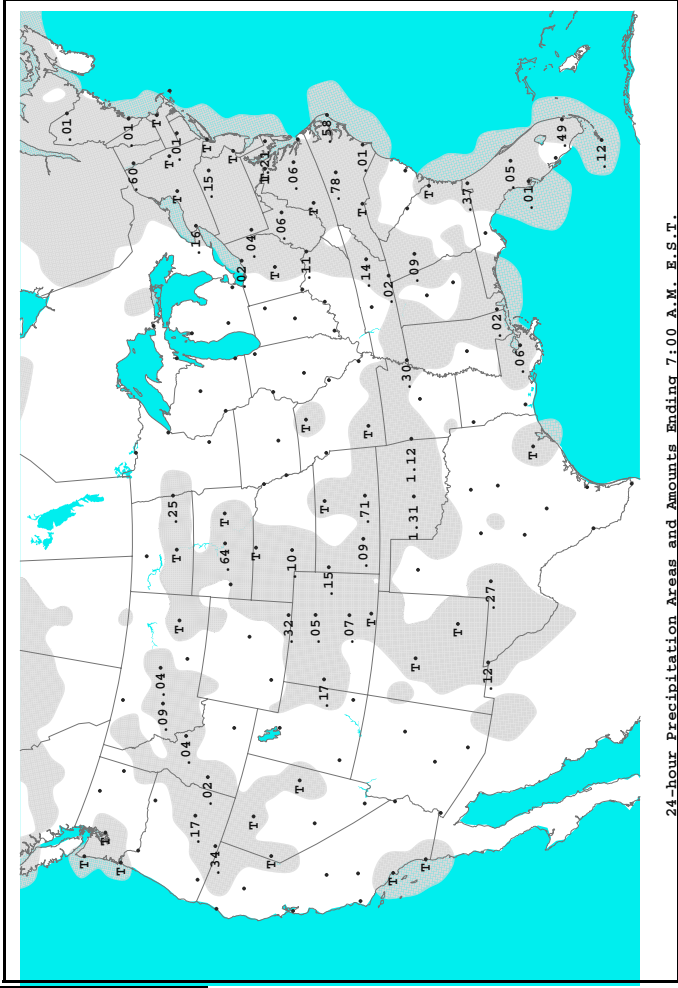 .01
T
T
T
.01
.60
T
.04
.09
T
.25
.01
T
T
T
.04
.17
.16
T
.02
.15
.34
.64
T
T
.02
.04
T
T
.21
T
T
.06
.32
.10
.06
T
T
.11
T
.05
.17
T
.58
.15
.78
.07
.01
T
.09
.71
.14
T
T
.02
T
.30
1.12
1.31
.09
T
T
T
T
.37
.12
.27
.02
.05
.06
.01
T
.49
.12
24-hour Precipitation Areas and Amounts Ending 7:00 A.M. E.S.T.